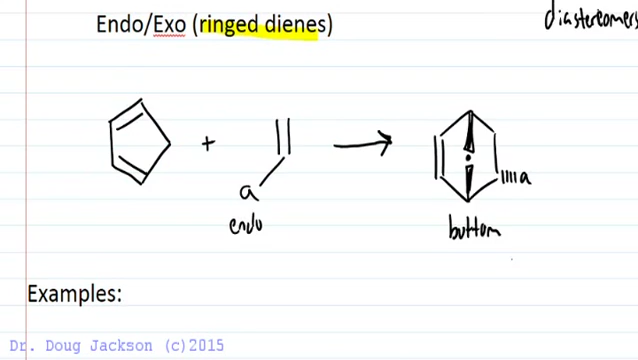 Endo/Exo (ringed dienes)
diastereomers
+
a
endo
a
bottom
Examples:
Dr. Doug Jackson (c)2015